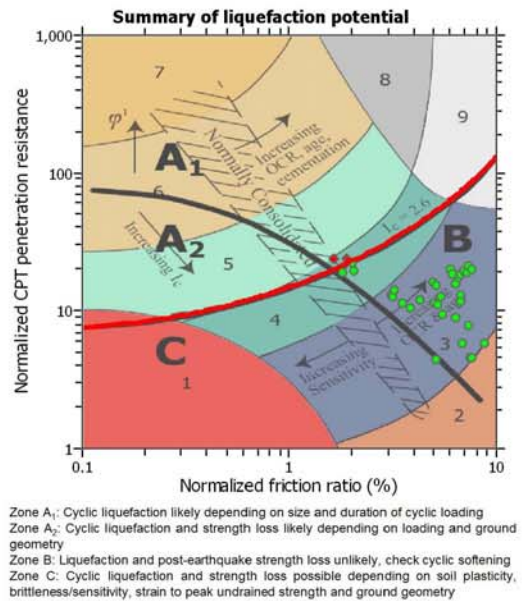 Summary of liquefaction potential
1,000
7
8
9
φ'
Increasing
OCR, age,
cementation
Normally Consolidated
A1
100
6
Ic = 2.6
A2
B
Increasing Ic
5
10
4
C
1
Increasing
Sensitivity
Increasing
OCR
3
2
1
0.1
1
10
Normalized CPT penetration resistance
Normalized friction ratio (%)
Zone A1: Cyclic liquefaction likely depending on size and duration of cyclic loading
Zone A2: Cyclic liquefaction and strength loss likely depending on loading and ground
geometry
Zone B: Liquefaction and post-earthquake strength loss unlikely, check cyclic softening
Zone C: Cyclic liquefaction and strength loss possible depending on soil plasticity,
brittleness/sensitivity, strain to peak undrained strength and ground geometry